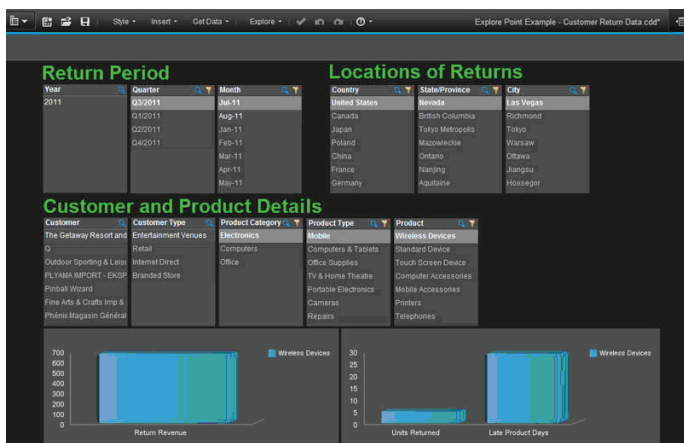 Style Insert Get Data Explore Explore Point Example - Customer Return Data.cdd*
Return Period
Locations of Returns
Year Quarter Month Country State/Province City
2011 Q3/2011 Jul-11 United States Nevada Las Vegas
Q1/2011 Aug-11 Canada British Columbia Richmond
Q2/2011 Jan-11 Japan Tokyo Metropolis Tokyo
Q4/2011 Feb-11 Poland Mazowieckie Warsaw
Mar-11 China Ontario Ottawa
Apr-11 France Nanjing Jiangsu
May-11 Germany Aquitaine Hossegor
Customer and Product Details
Customer Customer Type Product Category Product Type Product
The Getaway Resort and Entertainment Venues Electronics Mobile Wireless Devices
Q Retail Computers Computers & Tablets Standard Device
Outdoor Sporting & Leisu Internet Direct Office Office Supplies Touch Screen Device
PLYAMA IMPORT - EKSP Branded Store TV & Home Theatre Computer Accessories
Pinball Wizard Portable Electronics Mobile Accessories
Fine Arts & Crafts Imp & Cameras Printers
Phénix Magasin Général Repairs Telephones
700 Wireless Devices 30 Wireless Devices
600 25
500 20
400 15
300 10
200 5
100 0
0
Return Revenue Units Returned Late Product Days